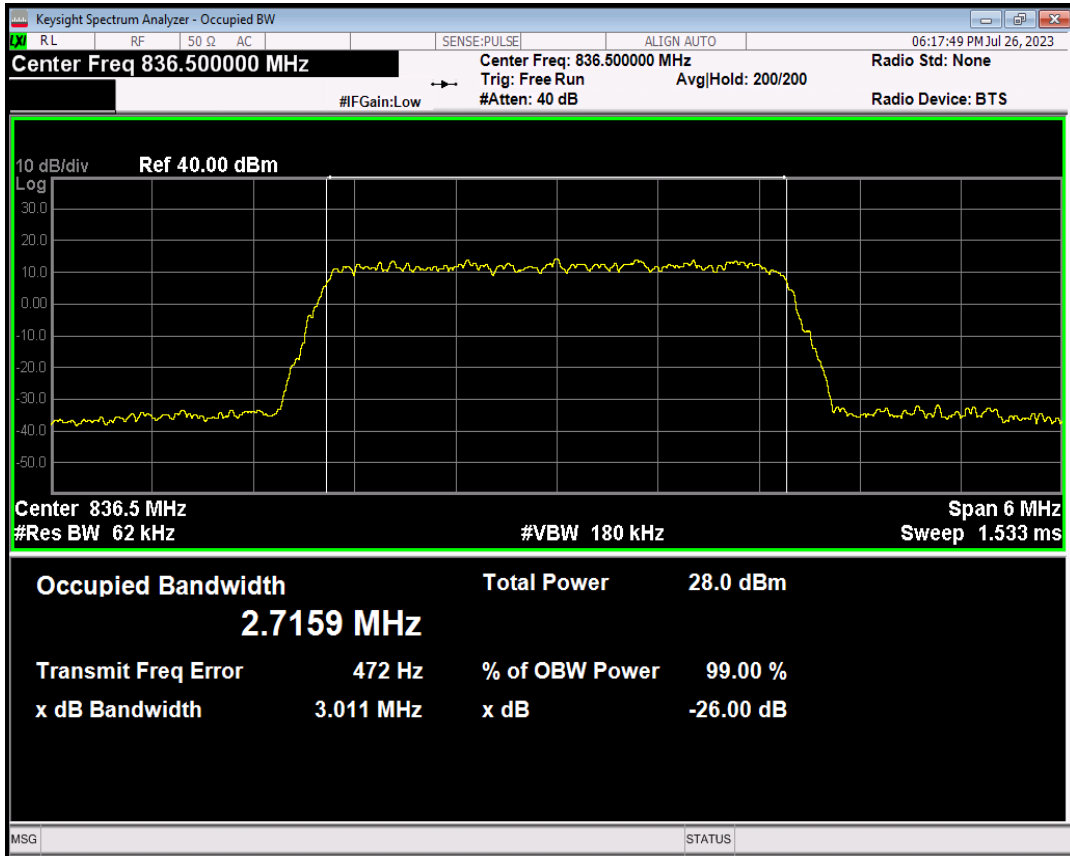 Keysight Spectrum Analyzer - Occupied BW
LXI RL RF 50 Ω AC SENSE:PULSE ALIGN AUTO 06:17:49 PM Jul 26, 2023
Center Freq 836.500000 MHz Center Freq: 836.500000 MHz Radio Std: None
Trig: Free Run Avg|Hold: 200/200
#IFGain:Low #Atten: 40 dB Radio Device: BTS
10 dB/div Ref 40.00 dBm
Log
30.0
20.0
10.0
0.00
-10.0
-20.0
-30.0
-40.0
-50.0
Center 836.5 MHz Span 6 MHz
#Res BW 62 kHz #VBW 180 kHz Sweep 1.533 ms
Occupied Bandwidth Total Power 28.0 dBm
2.7159 MHz
Transmit Freq Error 472 Hz % of OBW Power 99.00 %
x dB Bandwidth 3.011 MHz x dB -26.00 dB
MSG STATUS